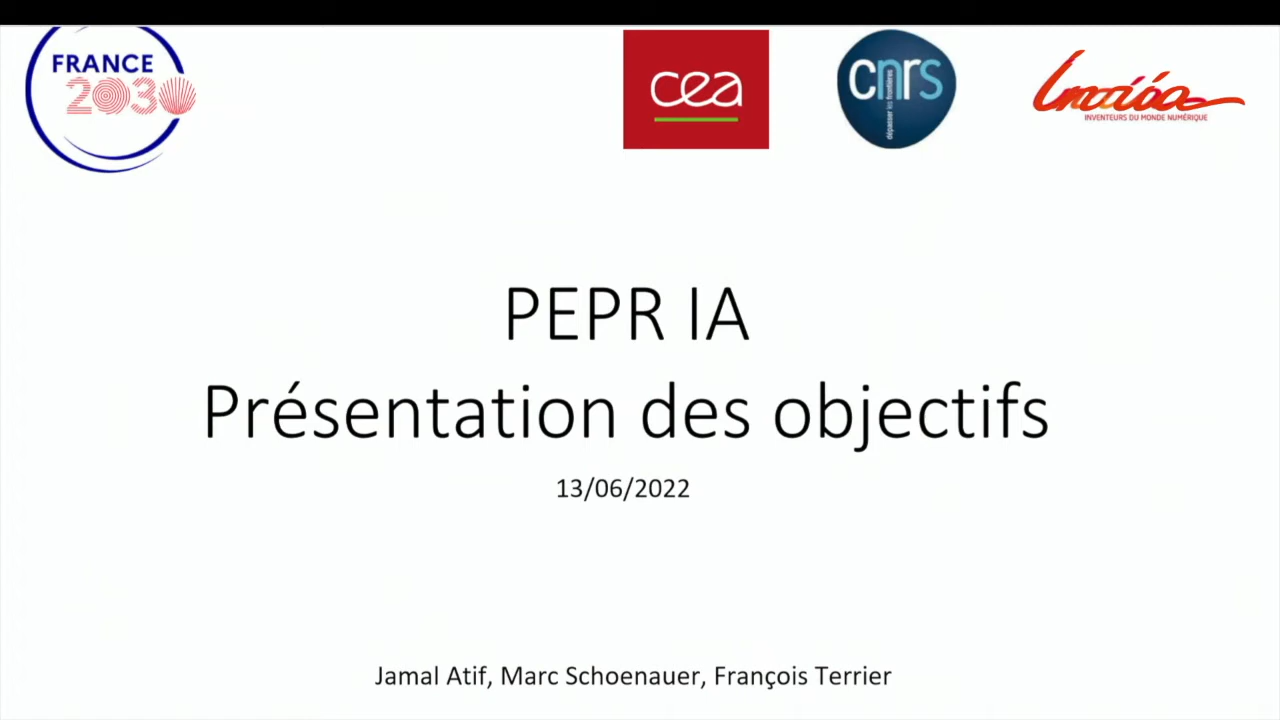 FRANCE
2030
cea
cnrs
dépasser les frontières
Inria
INVENTEURS DU MONDE NUMÉRIQUE
PEPR IA
Présentation des objectifs
13/06/2022
Jamal Atif, Marc Schoenauer, François Terrier